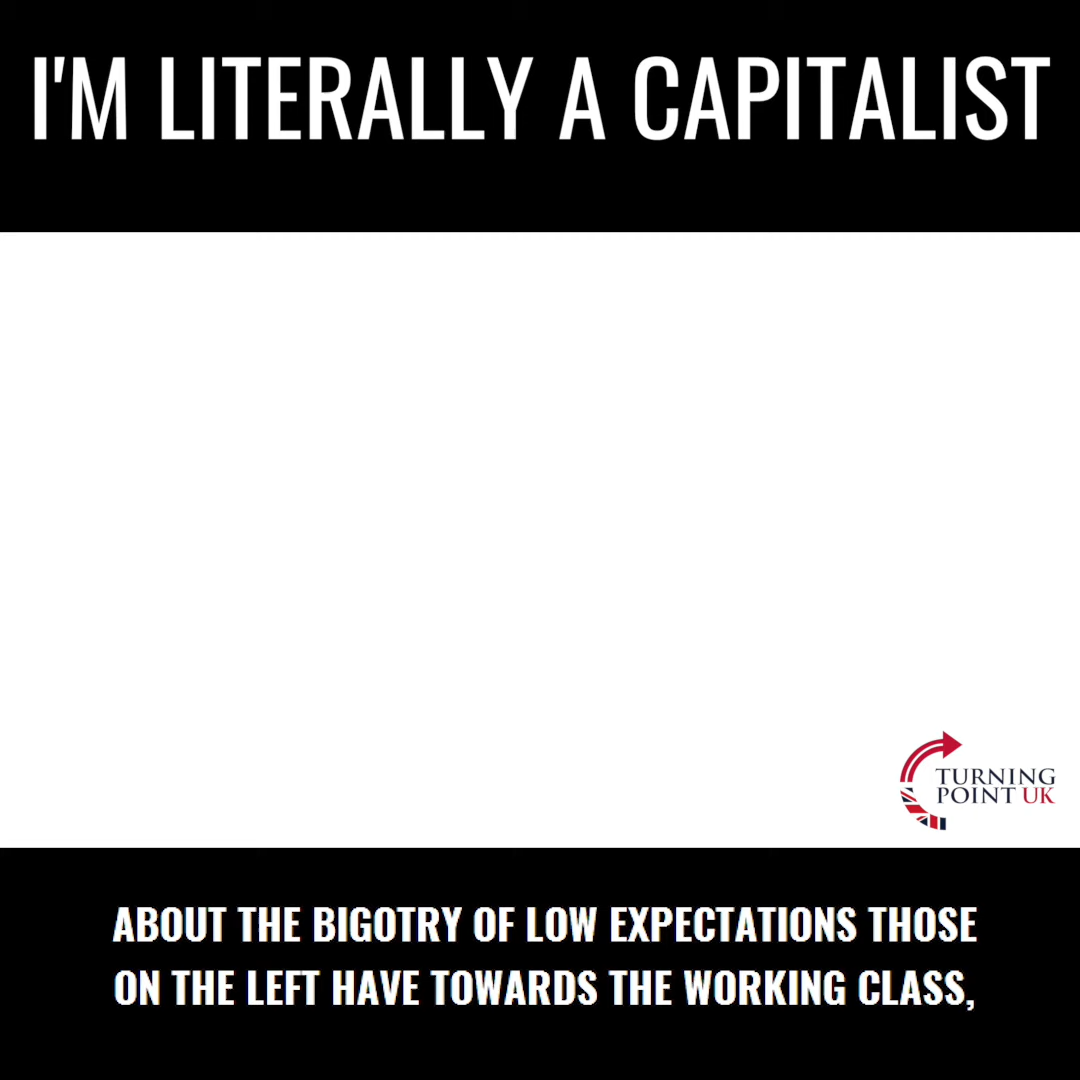 I'M LITERALLY A CAPITALIST
TURNING
POINT UK
ABOUT THE BIGOTRY OF LOW EXPECTATIONS THOSE
ON THE LEFT HAVE TOWARDS THE WORKING CLASS,